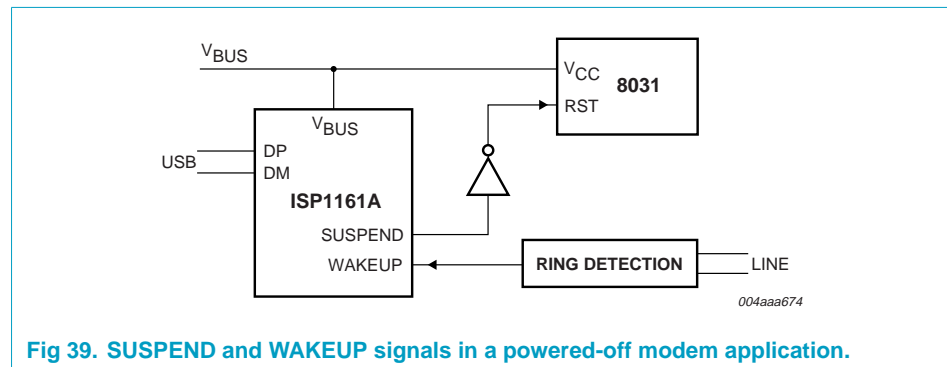 VBUS
VCC
8031
RST
VBUS
DP
USB
DM
ISP1161A
SUSPEND
WAKEUP
RING DETECTION
LINE
004aaa674
Fig 39. SUSPEND and WAKEUP signals in a powered-off modem application.